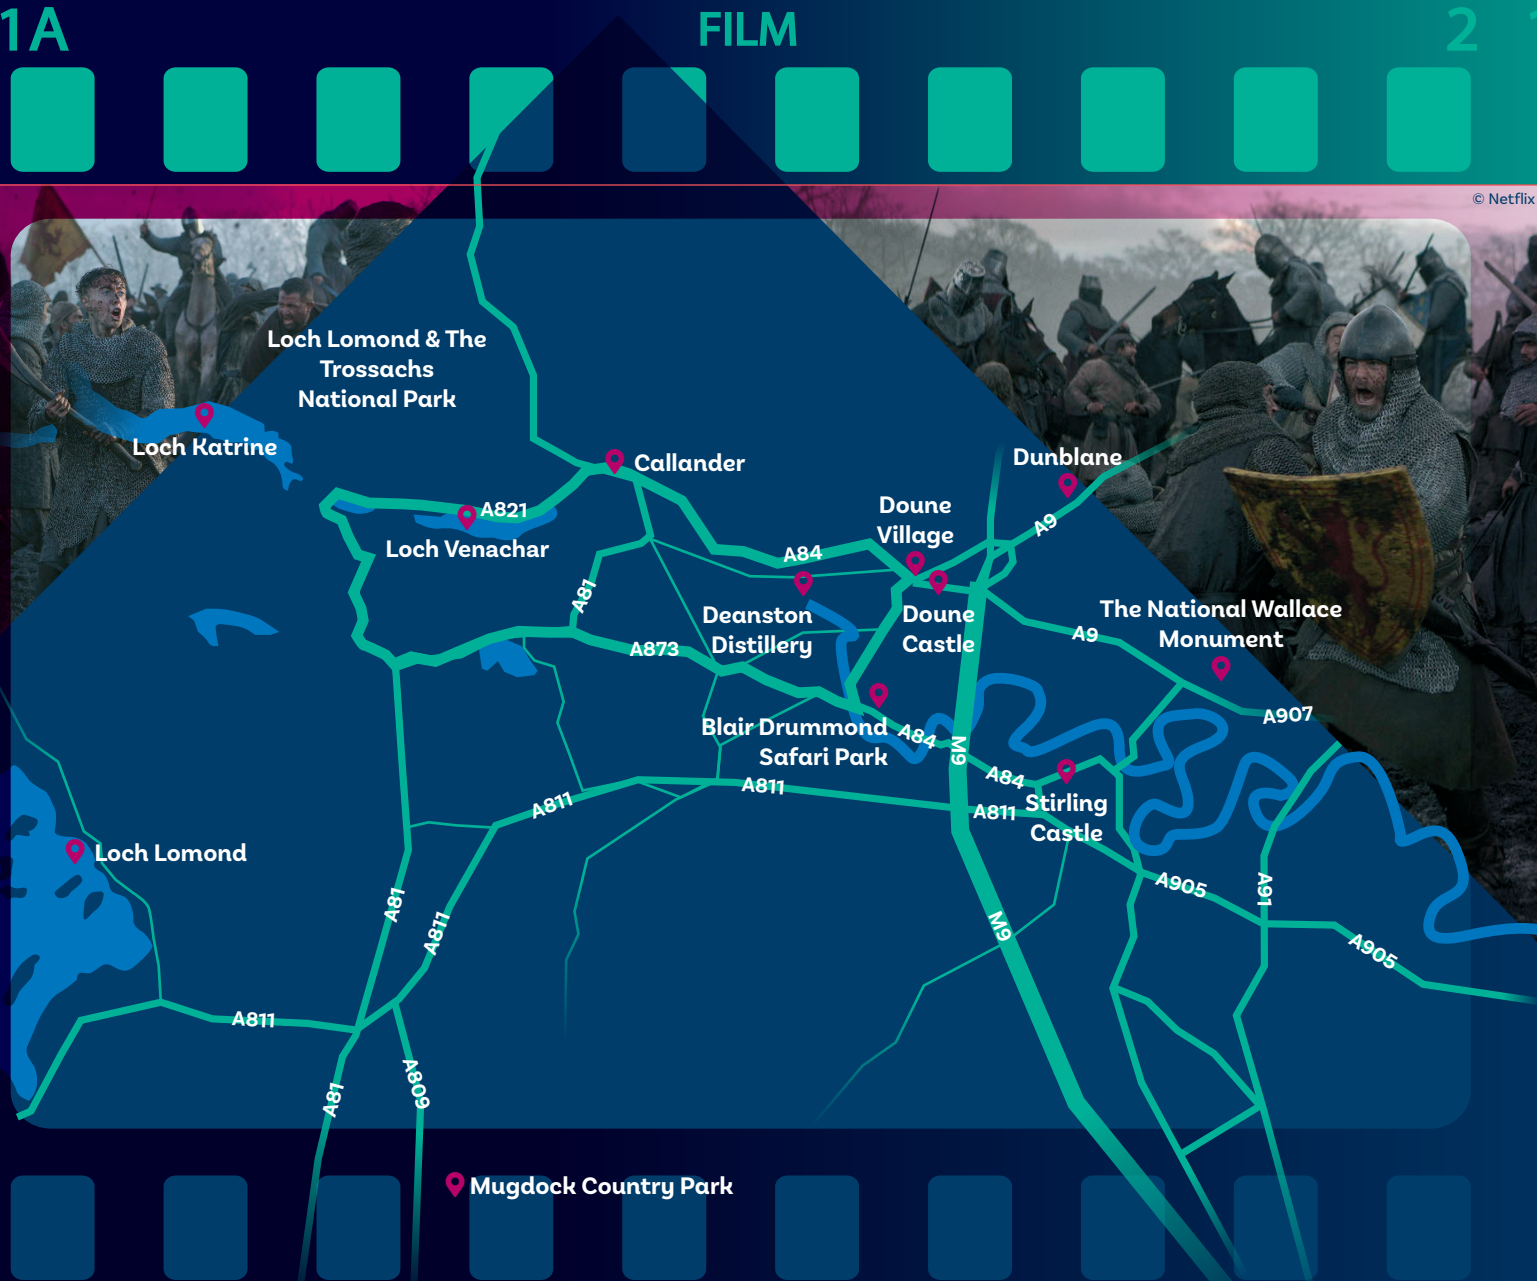 1A
FILM
2
© Netflix
Loch Lomond & The
Trossachs
National Park
Loch Katrine
Callander
Dunblane
A821
Doune
Village
A9
Loch Venachar
A84
A81
Deanston
Distillery
Doune
Castle
The National Wallace
Monument
A9
A873
A907
Blair Drummond
Safari Park
A84
M9
A84
A811
A811
A811
Stirling
Castle
Loch Lomond
A905
A91
A81
A811
M9
A905
A811
A81
A809
Mugdock Country Park